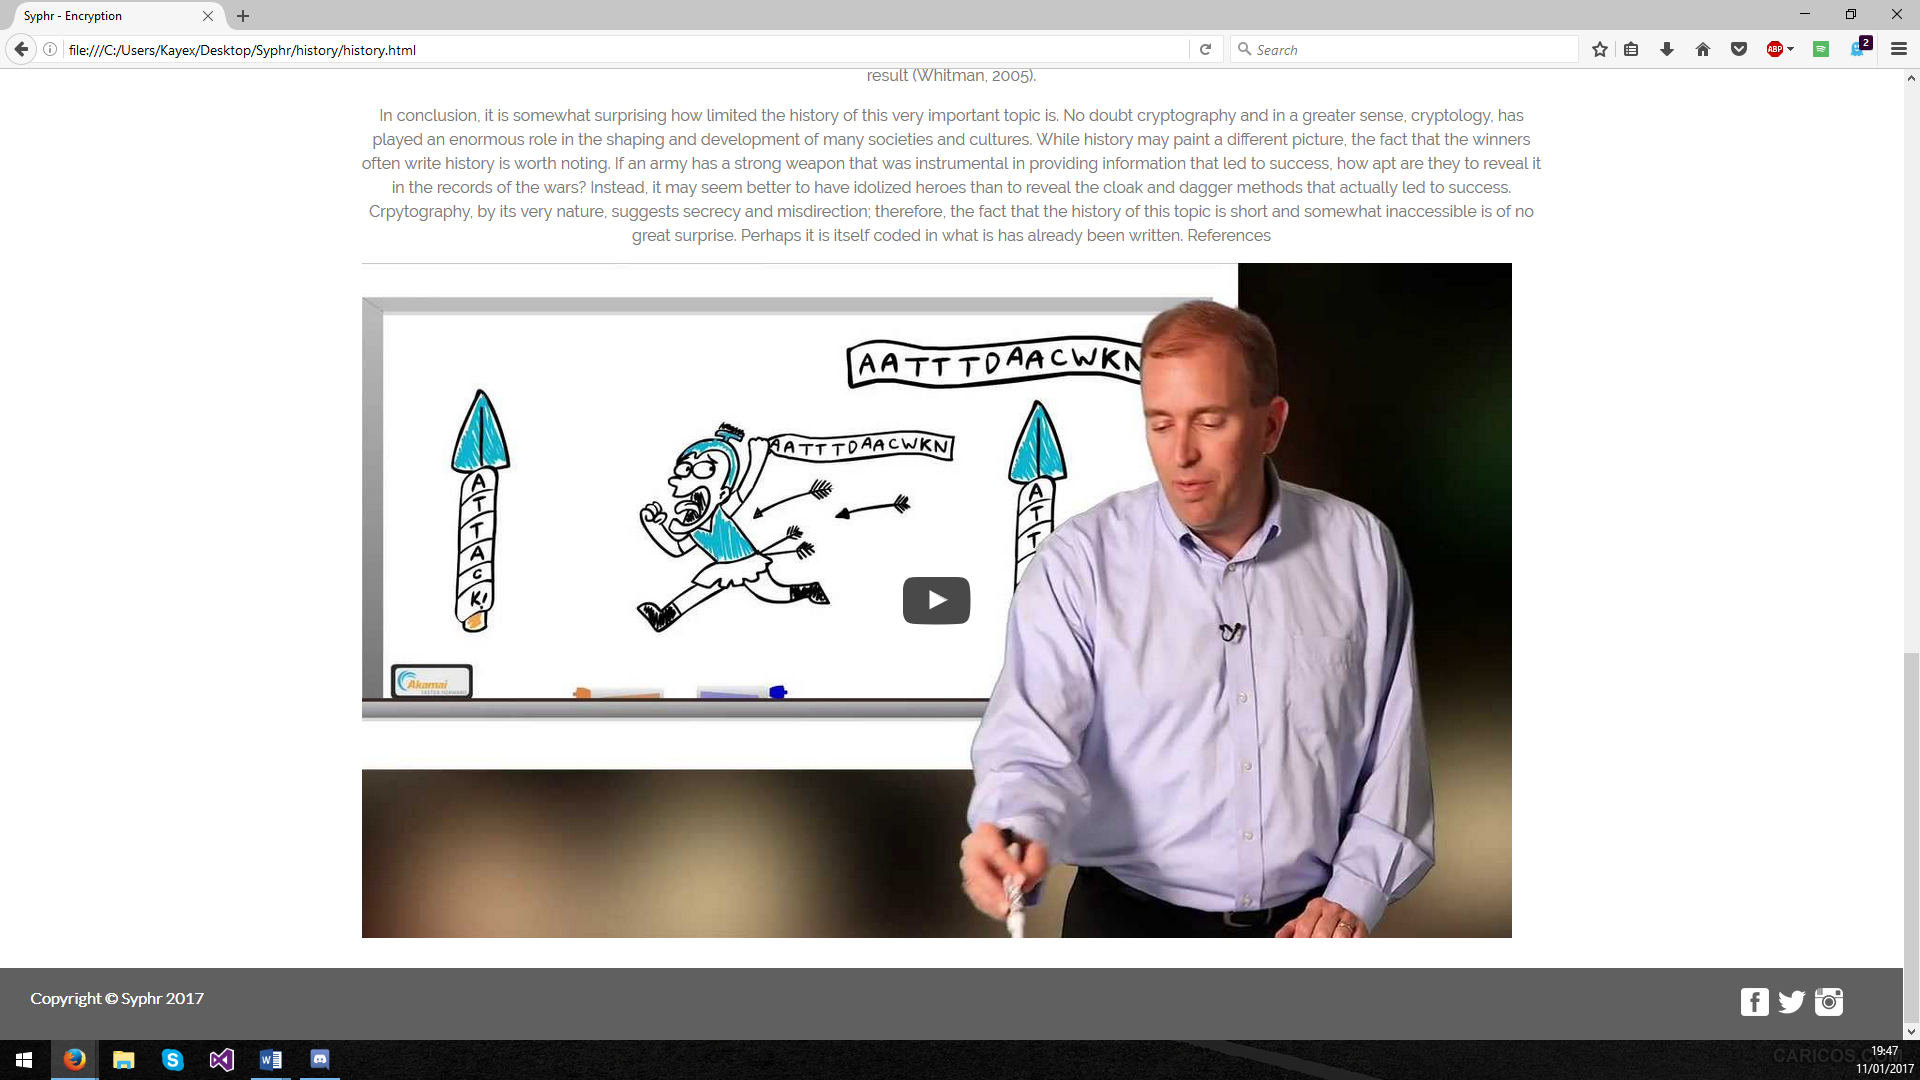 Syphr - Encryption
file:///C:/Users/Kayex/Desktop/Syphr/history/history.html
Search
ABP
2
result (Whitman, 2005).
In conclusion, it is somewhat surprising how limited the history of this very important topic is. No doubt cryptography and in a greater sense, cryptology, has
played an enormous role in the shaping and development of many societies and cultures. While history may paint a different picture, the fact that the winners
often write history is worth noting. If an army has a strong weapon that was instrumental in providing information that led to success, how apt are they to reveal it
in the records of the wars? Instead, it may seem better to have idolized heroes than to reveal the cloak and dagger methods that actually led to success.
Crpytography, by its very nature, suggests secrecy and misdirection; therefore, the fact that the history of this topic is short and somewhat inaccessible is of no
great surprise. Perhaps it is itself coded in what is has already been written. References
AATTTDAACWKN
AATTTDAACWKN
ATTACK!
ATT
Akamai
FASTER FORWARD
Copyright © Syphr 2017
19:47
CARICOS.COM
11/01/2017